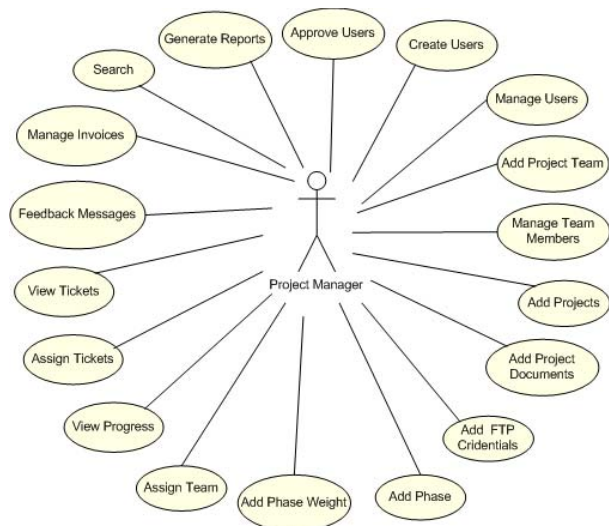 Approve Users
Generate Reports
Create Users
Search
Manage Users
Manage Invoices
Add Project Team
Feedback Messages
Manage Team
Members
Project Manager
View Tickets
Add Projects
Assign Tickets
Add Project
Documents
View Progress
Add FTP
Cridentials
Assign Team
Add Phase Weight
Add Phase